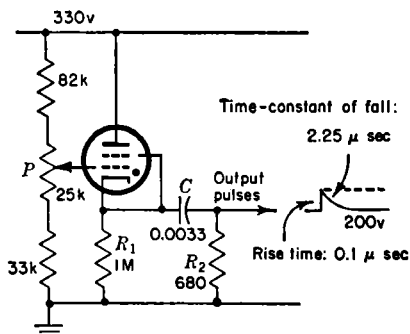 330v
82k
Time-constant of fall:
2.25 μ sec
P
C
Output
pulses
25k
0.0033
200v
R1
1M
R2
680
Rise time: 0.1 μ sec
33k